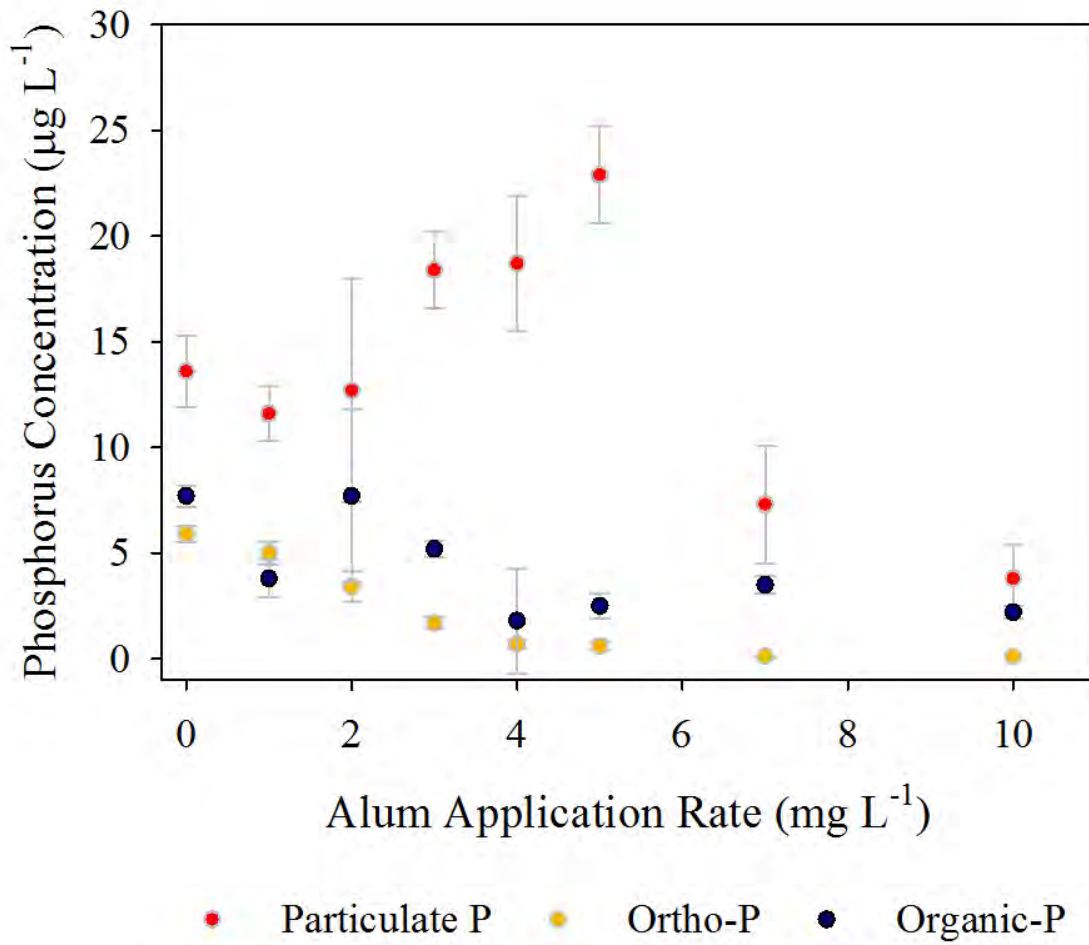 Phosphorus Concentration (µg L⁻¹)
30
25
20
15
10
5
0
0 2 4 6 8 10
Alum Application Rate (mg L⁻¹)
Particulate P Ortho-P Organic-P